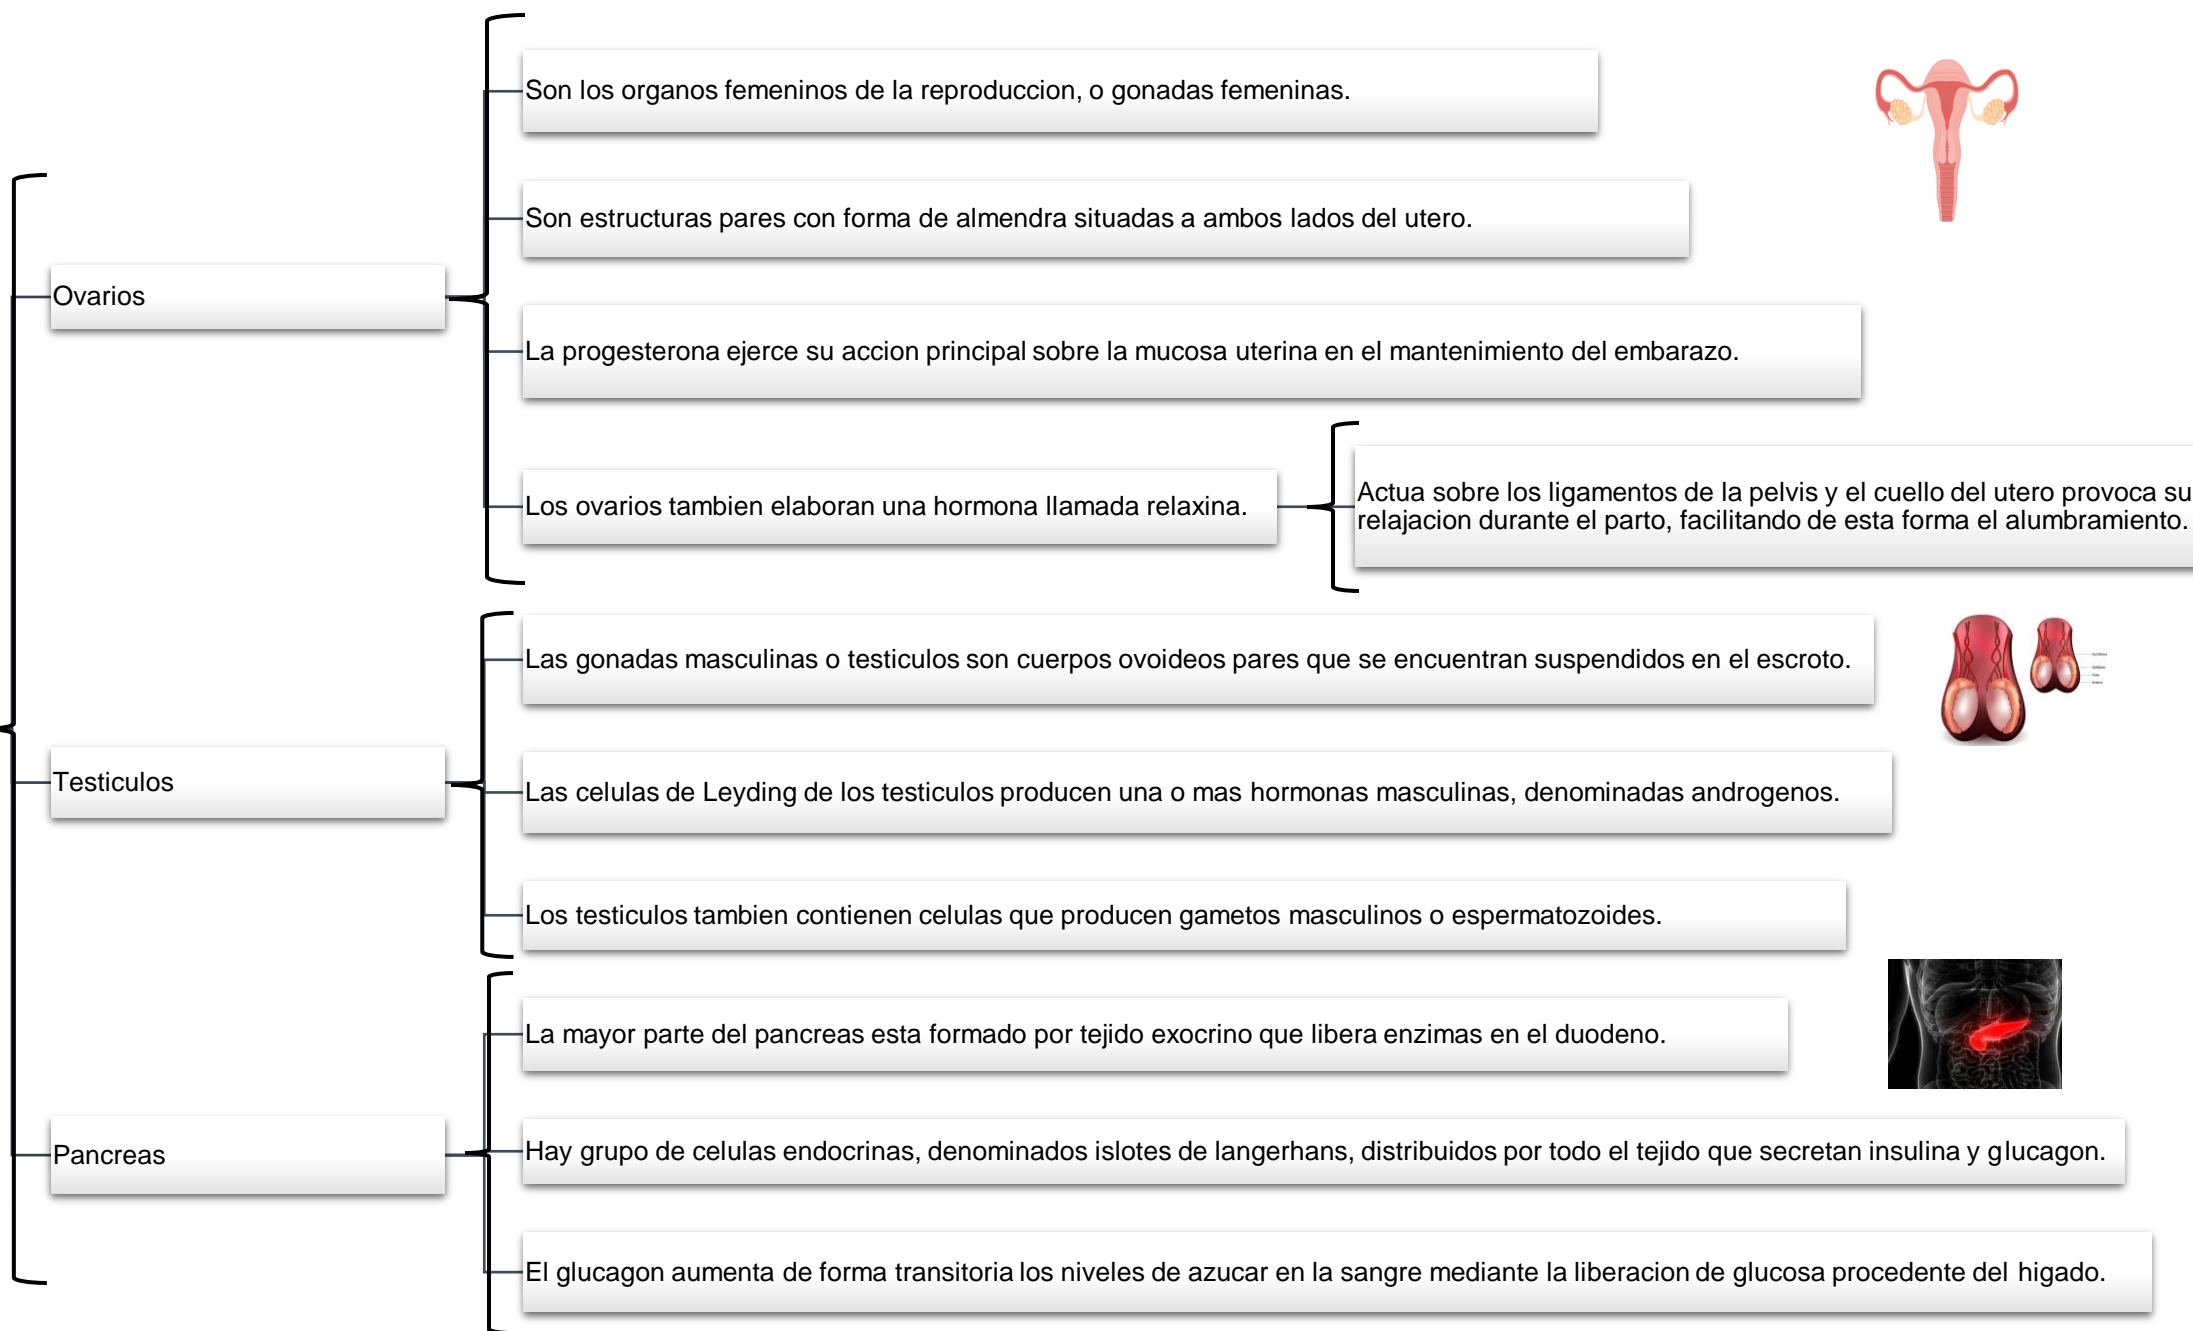 Ovarios
Son los organos femeninos de la reproduccion, o gonadas femeninas.
Son estructuras pares con forma de almendra situadas a ambos lados del utero.
La progesterona ejerce su accion principal sobre la mucosa uterina en el mantenimiento del embarazo.
Los ovarios tambien elaboran una hormona llamada relaxina.
Actua sobre los ligamentos de la pelvis y el cuello del utero provoca su
relajacion durante el parto, facilitando de esta forma el alumbramiento.
Testiculos
Las gonadas masculinas o testiculos son cuerpos ovoideos pares que se encuentran suspendidos en el escroto.
Las celulas de Leyding de los testiculos producen una o mas hormonas masculinas, denominadas androgenos.
Los testiculos tambien contienen celulas que producen gametos masculinos o espermatozoides.
Pancreas
La mayor parte del pancreas esta formado por tejido exocrino que libera enzimas en el duodeno.
Hay grupo de celulas endocrinas, denominados islotes de langerhans, distribuidos por todo el tejido que secretan insulina y glucagon.
El glucagon aumenta de forma transitoria los niveles de azucar en la sangre mediante la liberacion de glucosa procedente del higado.